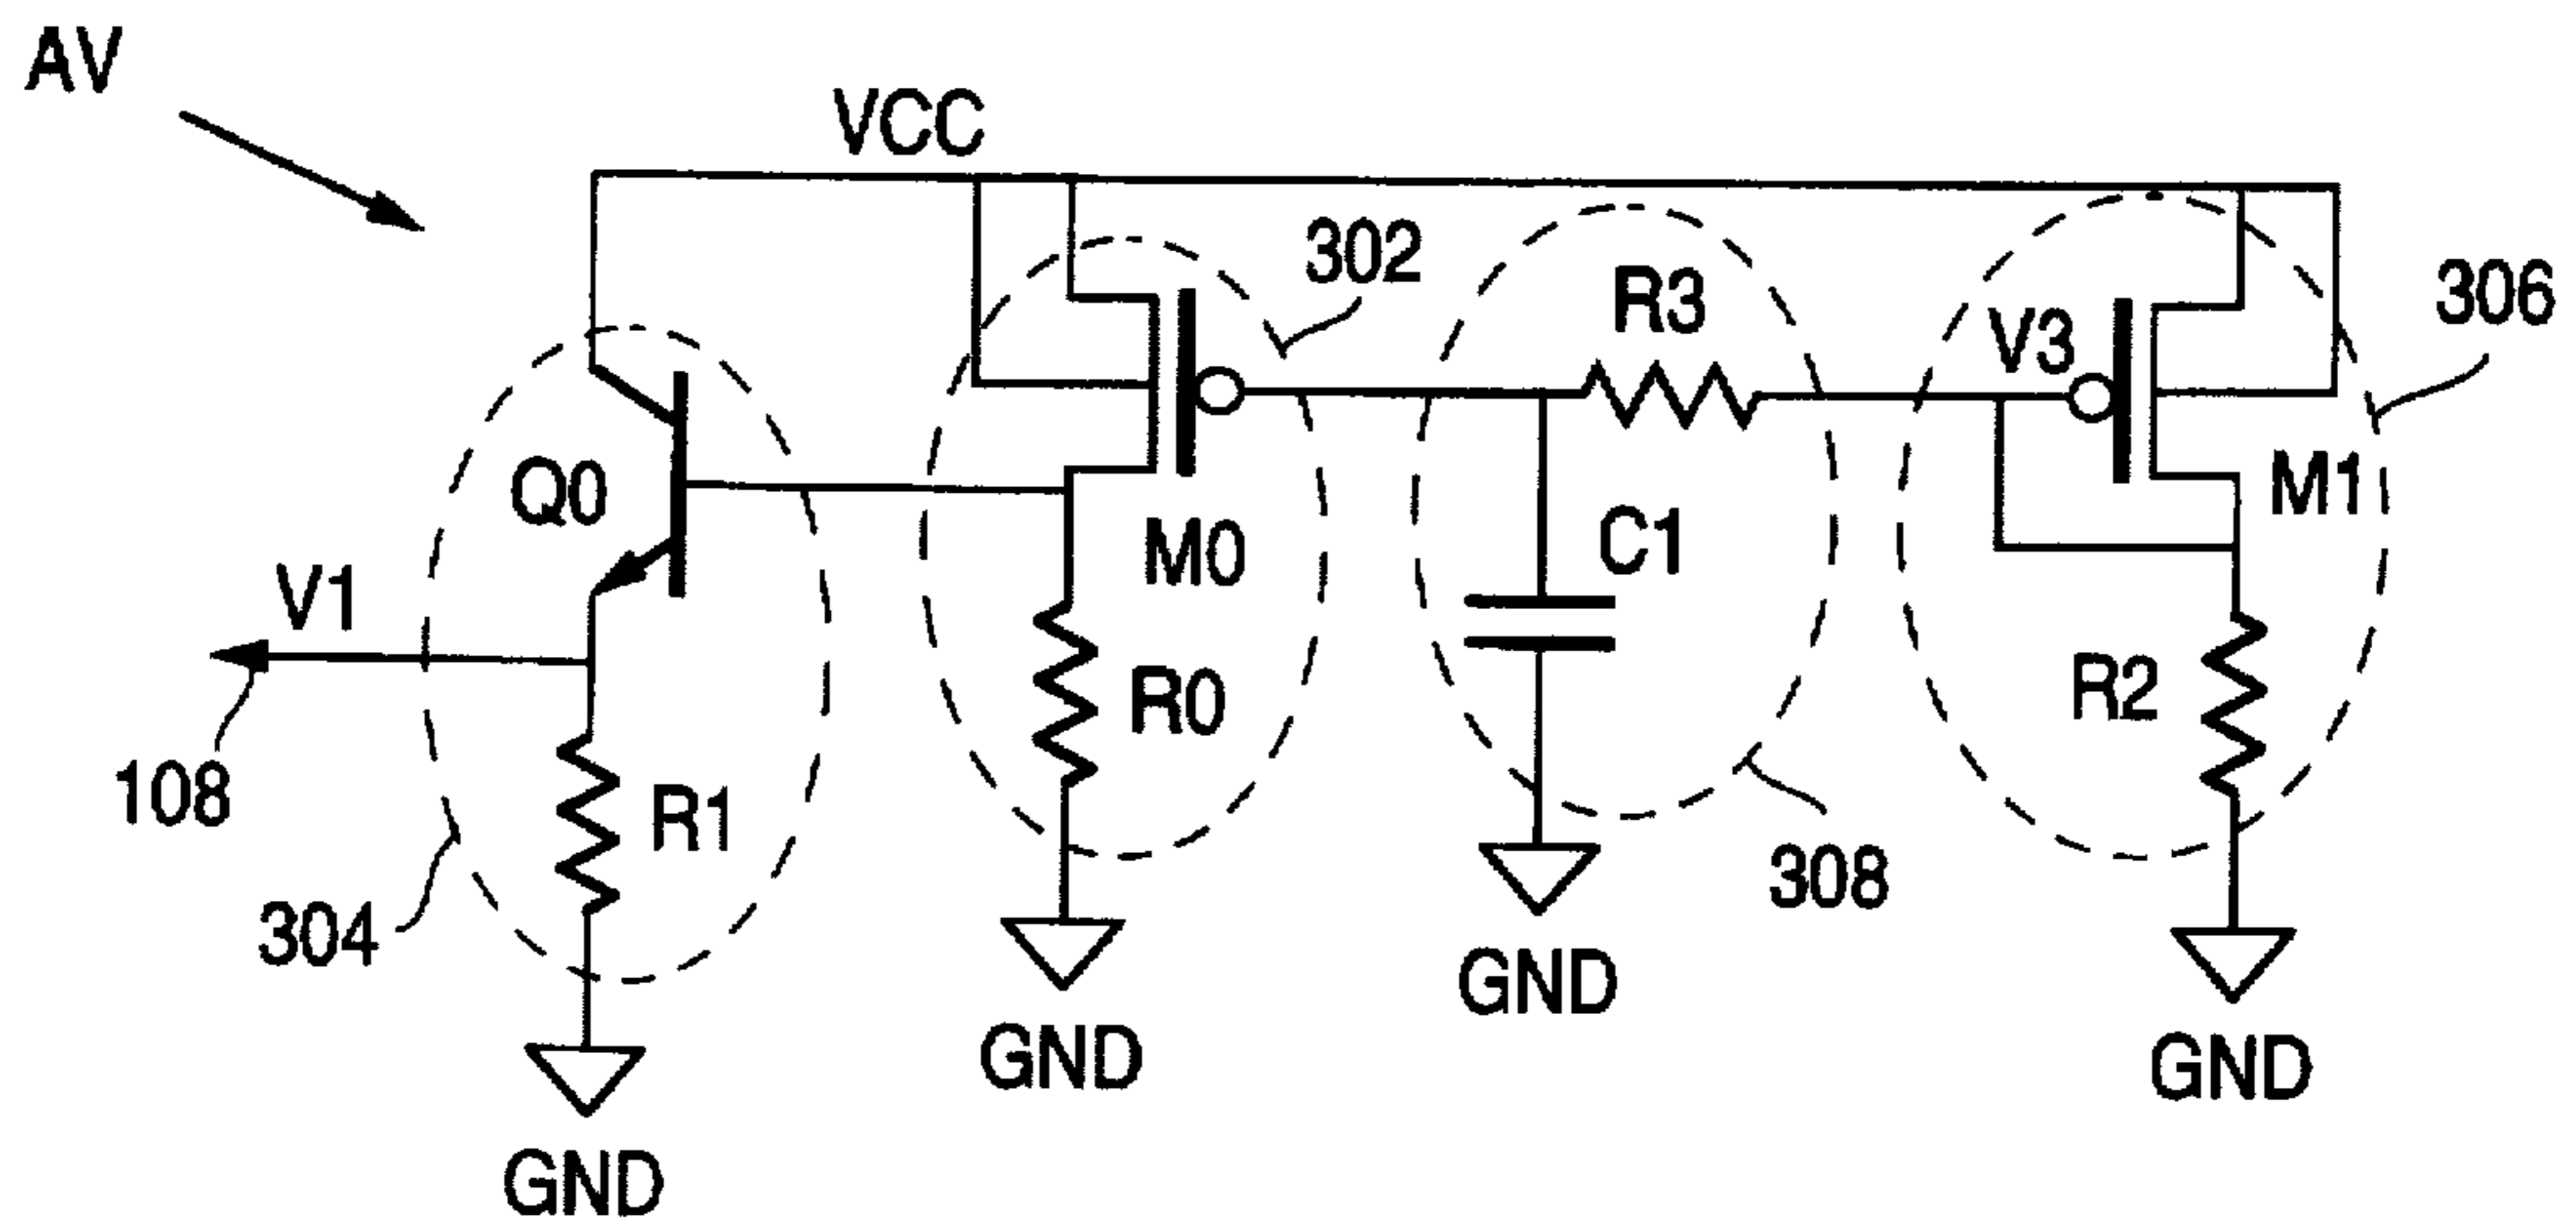 AV
VCC
302
R3
306
V3
Q0
M1
M0
C1
V1
R0
R2
108
R1
308
304
GND
GND
GND
GND